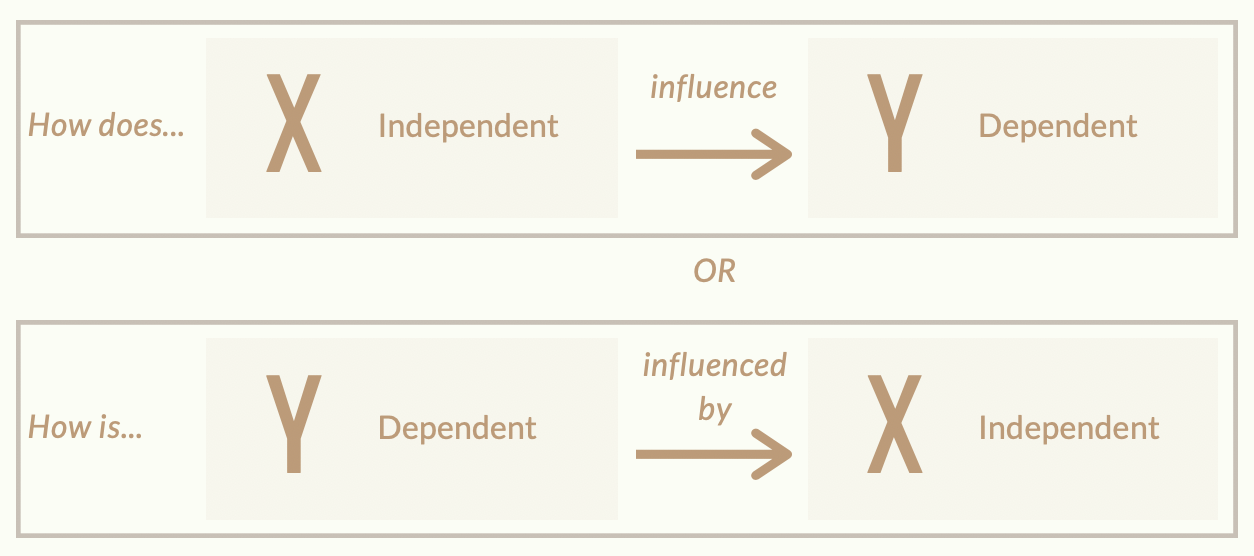 How does...
X
Independent
influence
Y
Dependent
OR
How is...
Y
Dependent
influenced
by
X
Independent